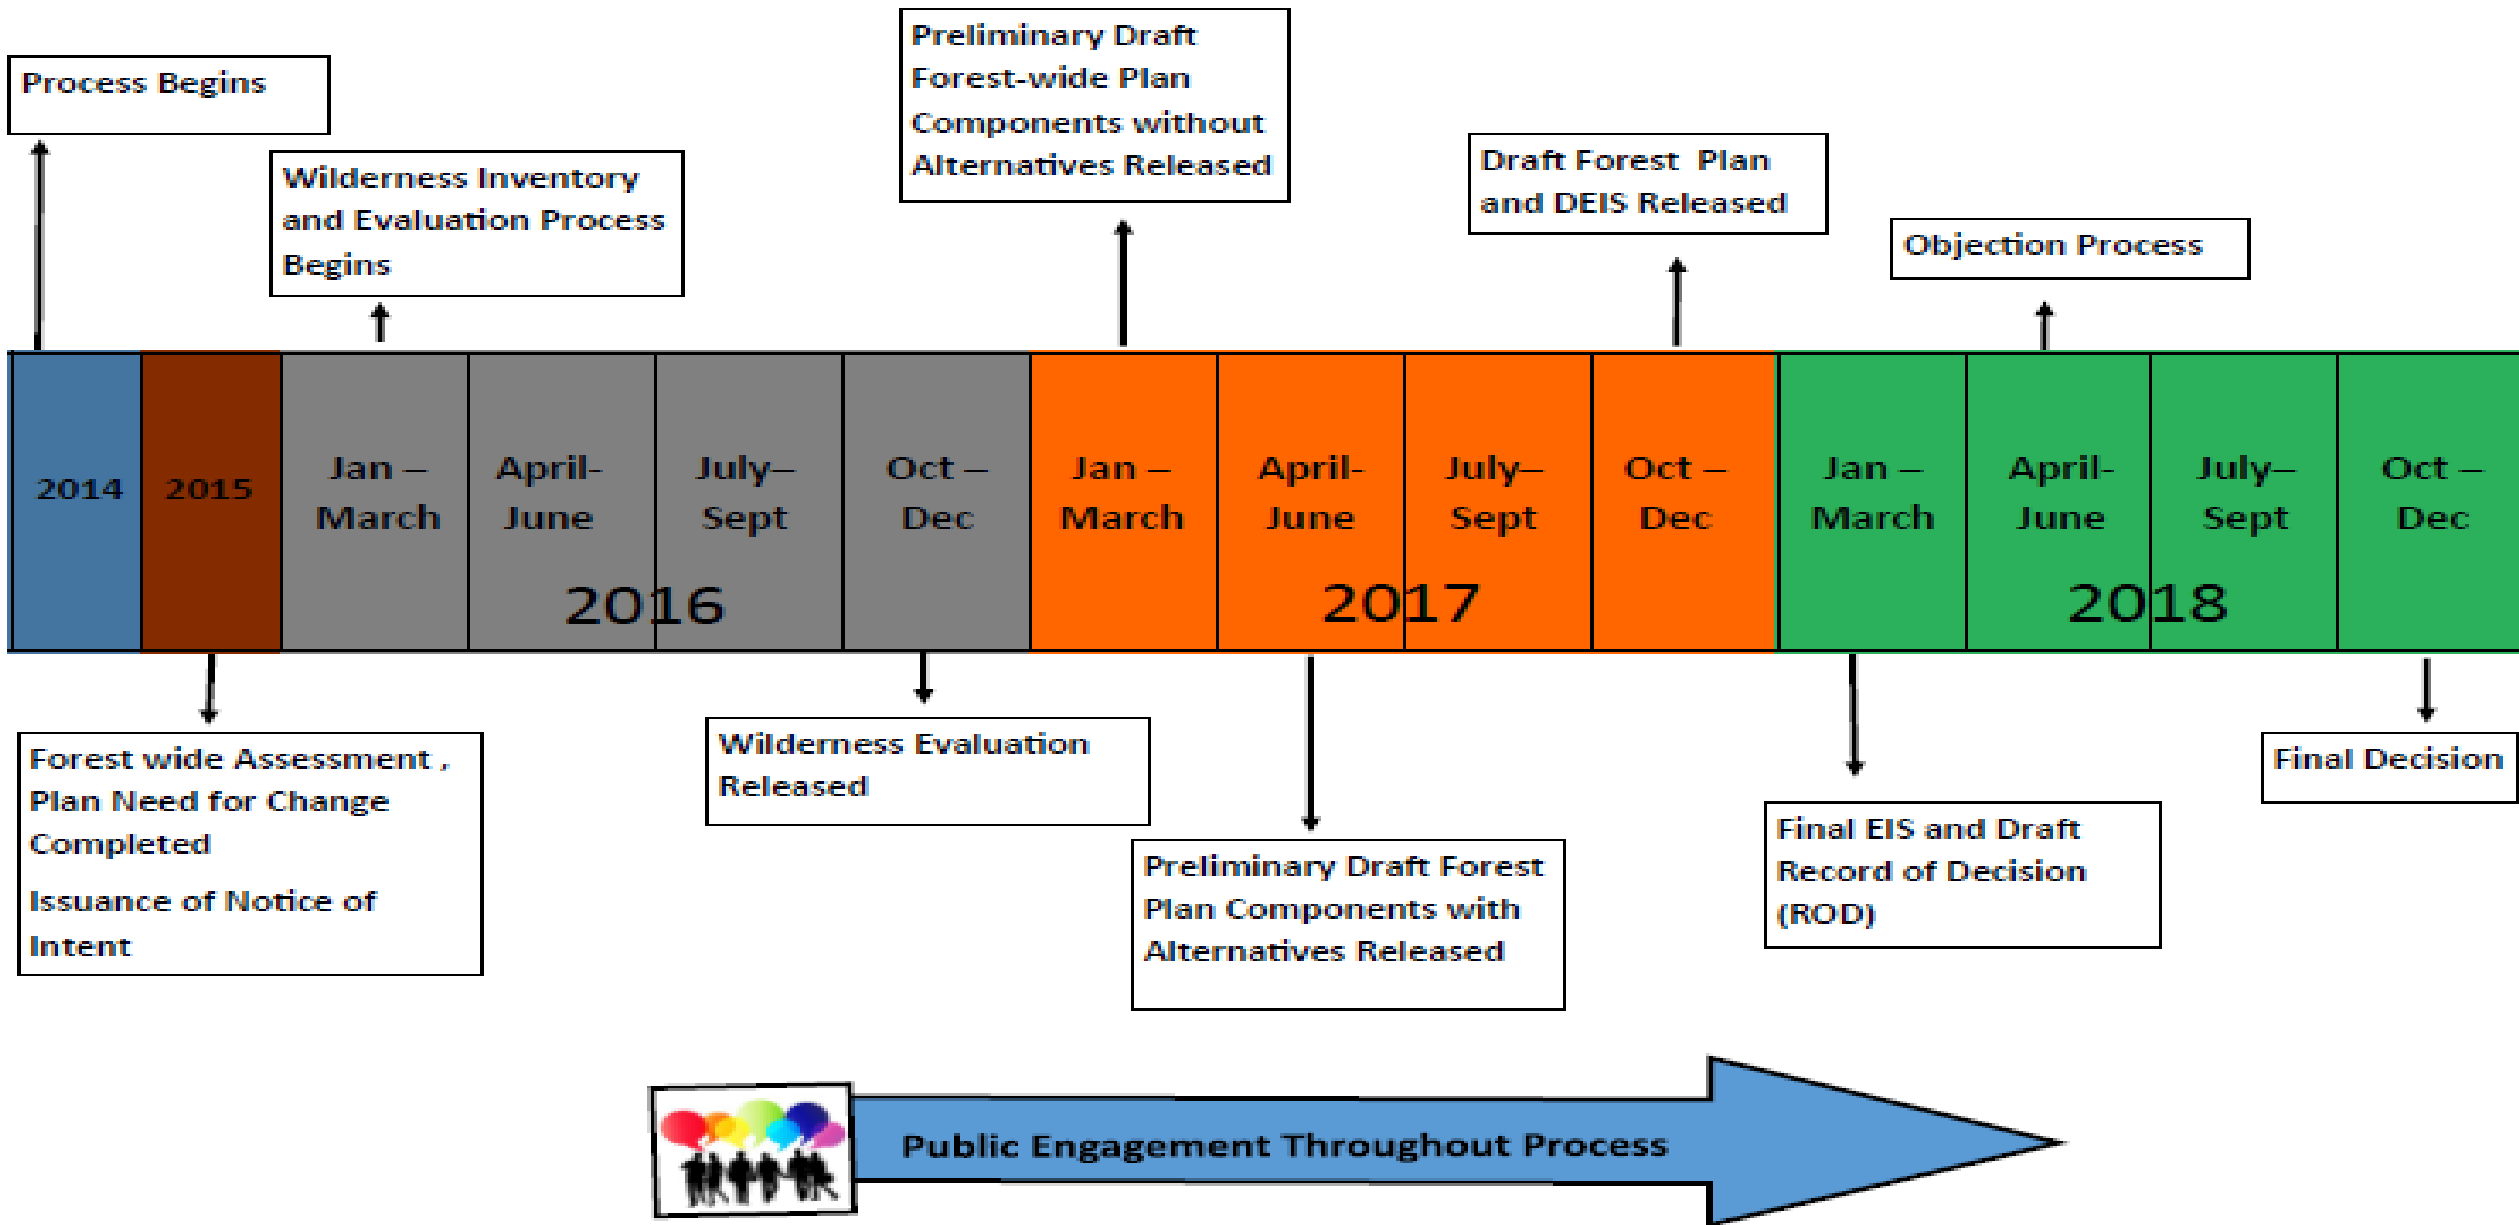 Process Begins
Wilderness Inventory
and Evaluation Process
Begins
Preliminary Draft
Forest-wide Plan
Components without
Alternatives Released
Draft Forest Plan
and DEIS Released
Objection Process
2014
2015
Jan –
March
April-
June
July–
Sept
Oct –
Dec
2016
Jan –
March
April-
June
July–
Sept
Oct –
Dec
2017
Jan –
March
April-
June
July–
Sept
Oct –
Dec
2018
Forest wide Assessment ,
Plan Need for Change
Completed
Issuance of Notice of
Intent
Wilderness Evaluation
Released
Preliminary Draft Forest
Plan Components with
Alternatives Released
Final EIS and Draft
Record of Decision
(ROD)
Final Decision
Public Engagement Throughout Process